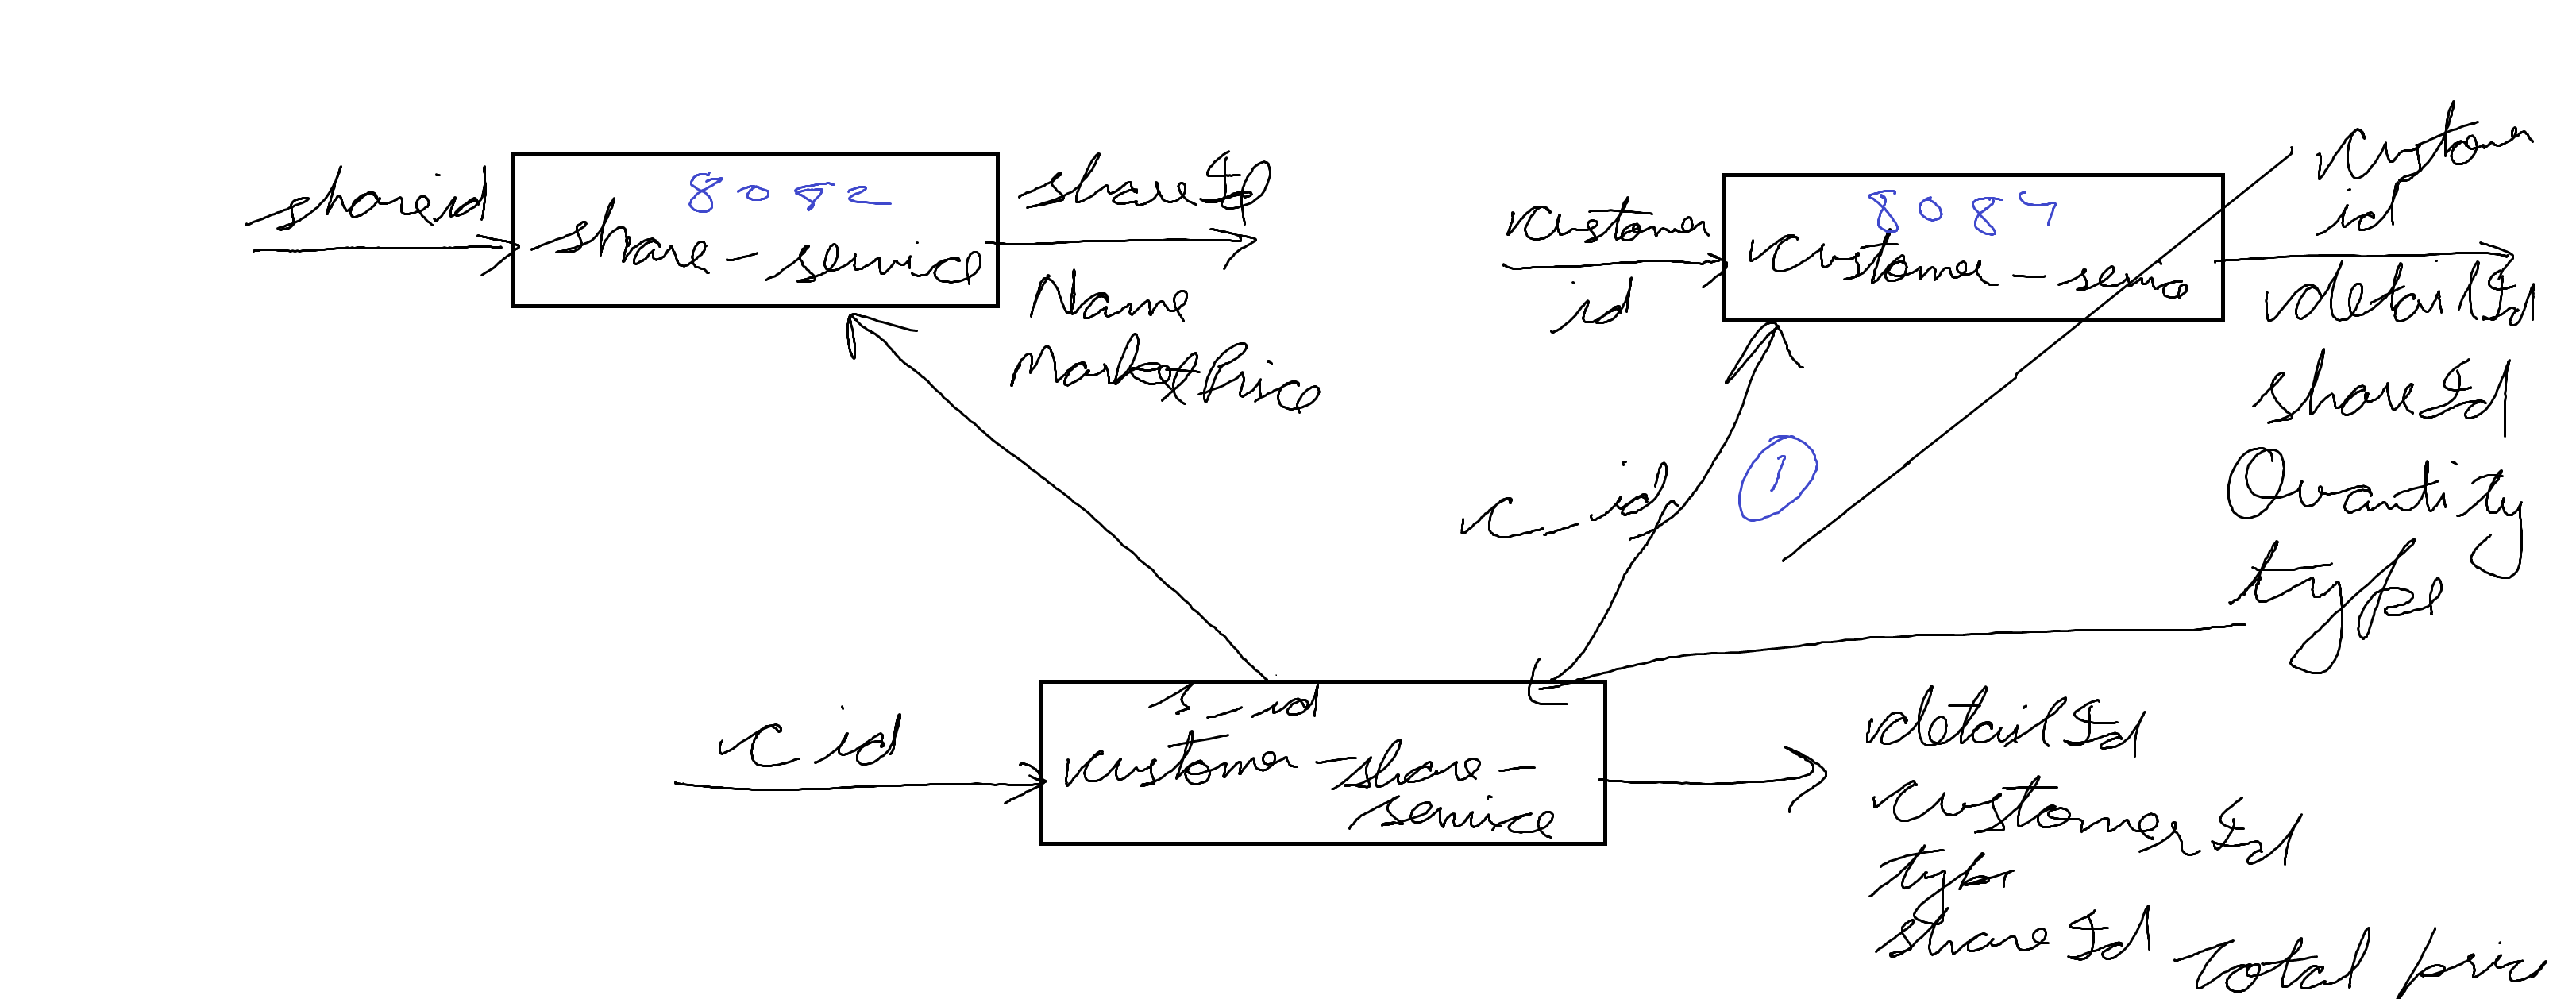 shareid
8082
share-service
shareId
Name
MarketPrice
customer
id
8084
customer-service
customer
id
detailId
shareId
Quantity
type
c_id
1
c id
s_id
customer-share-
service
detailId
customerId
type
shareId
total price